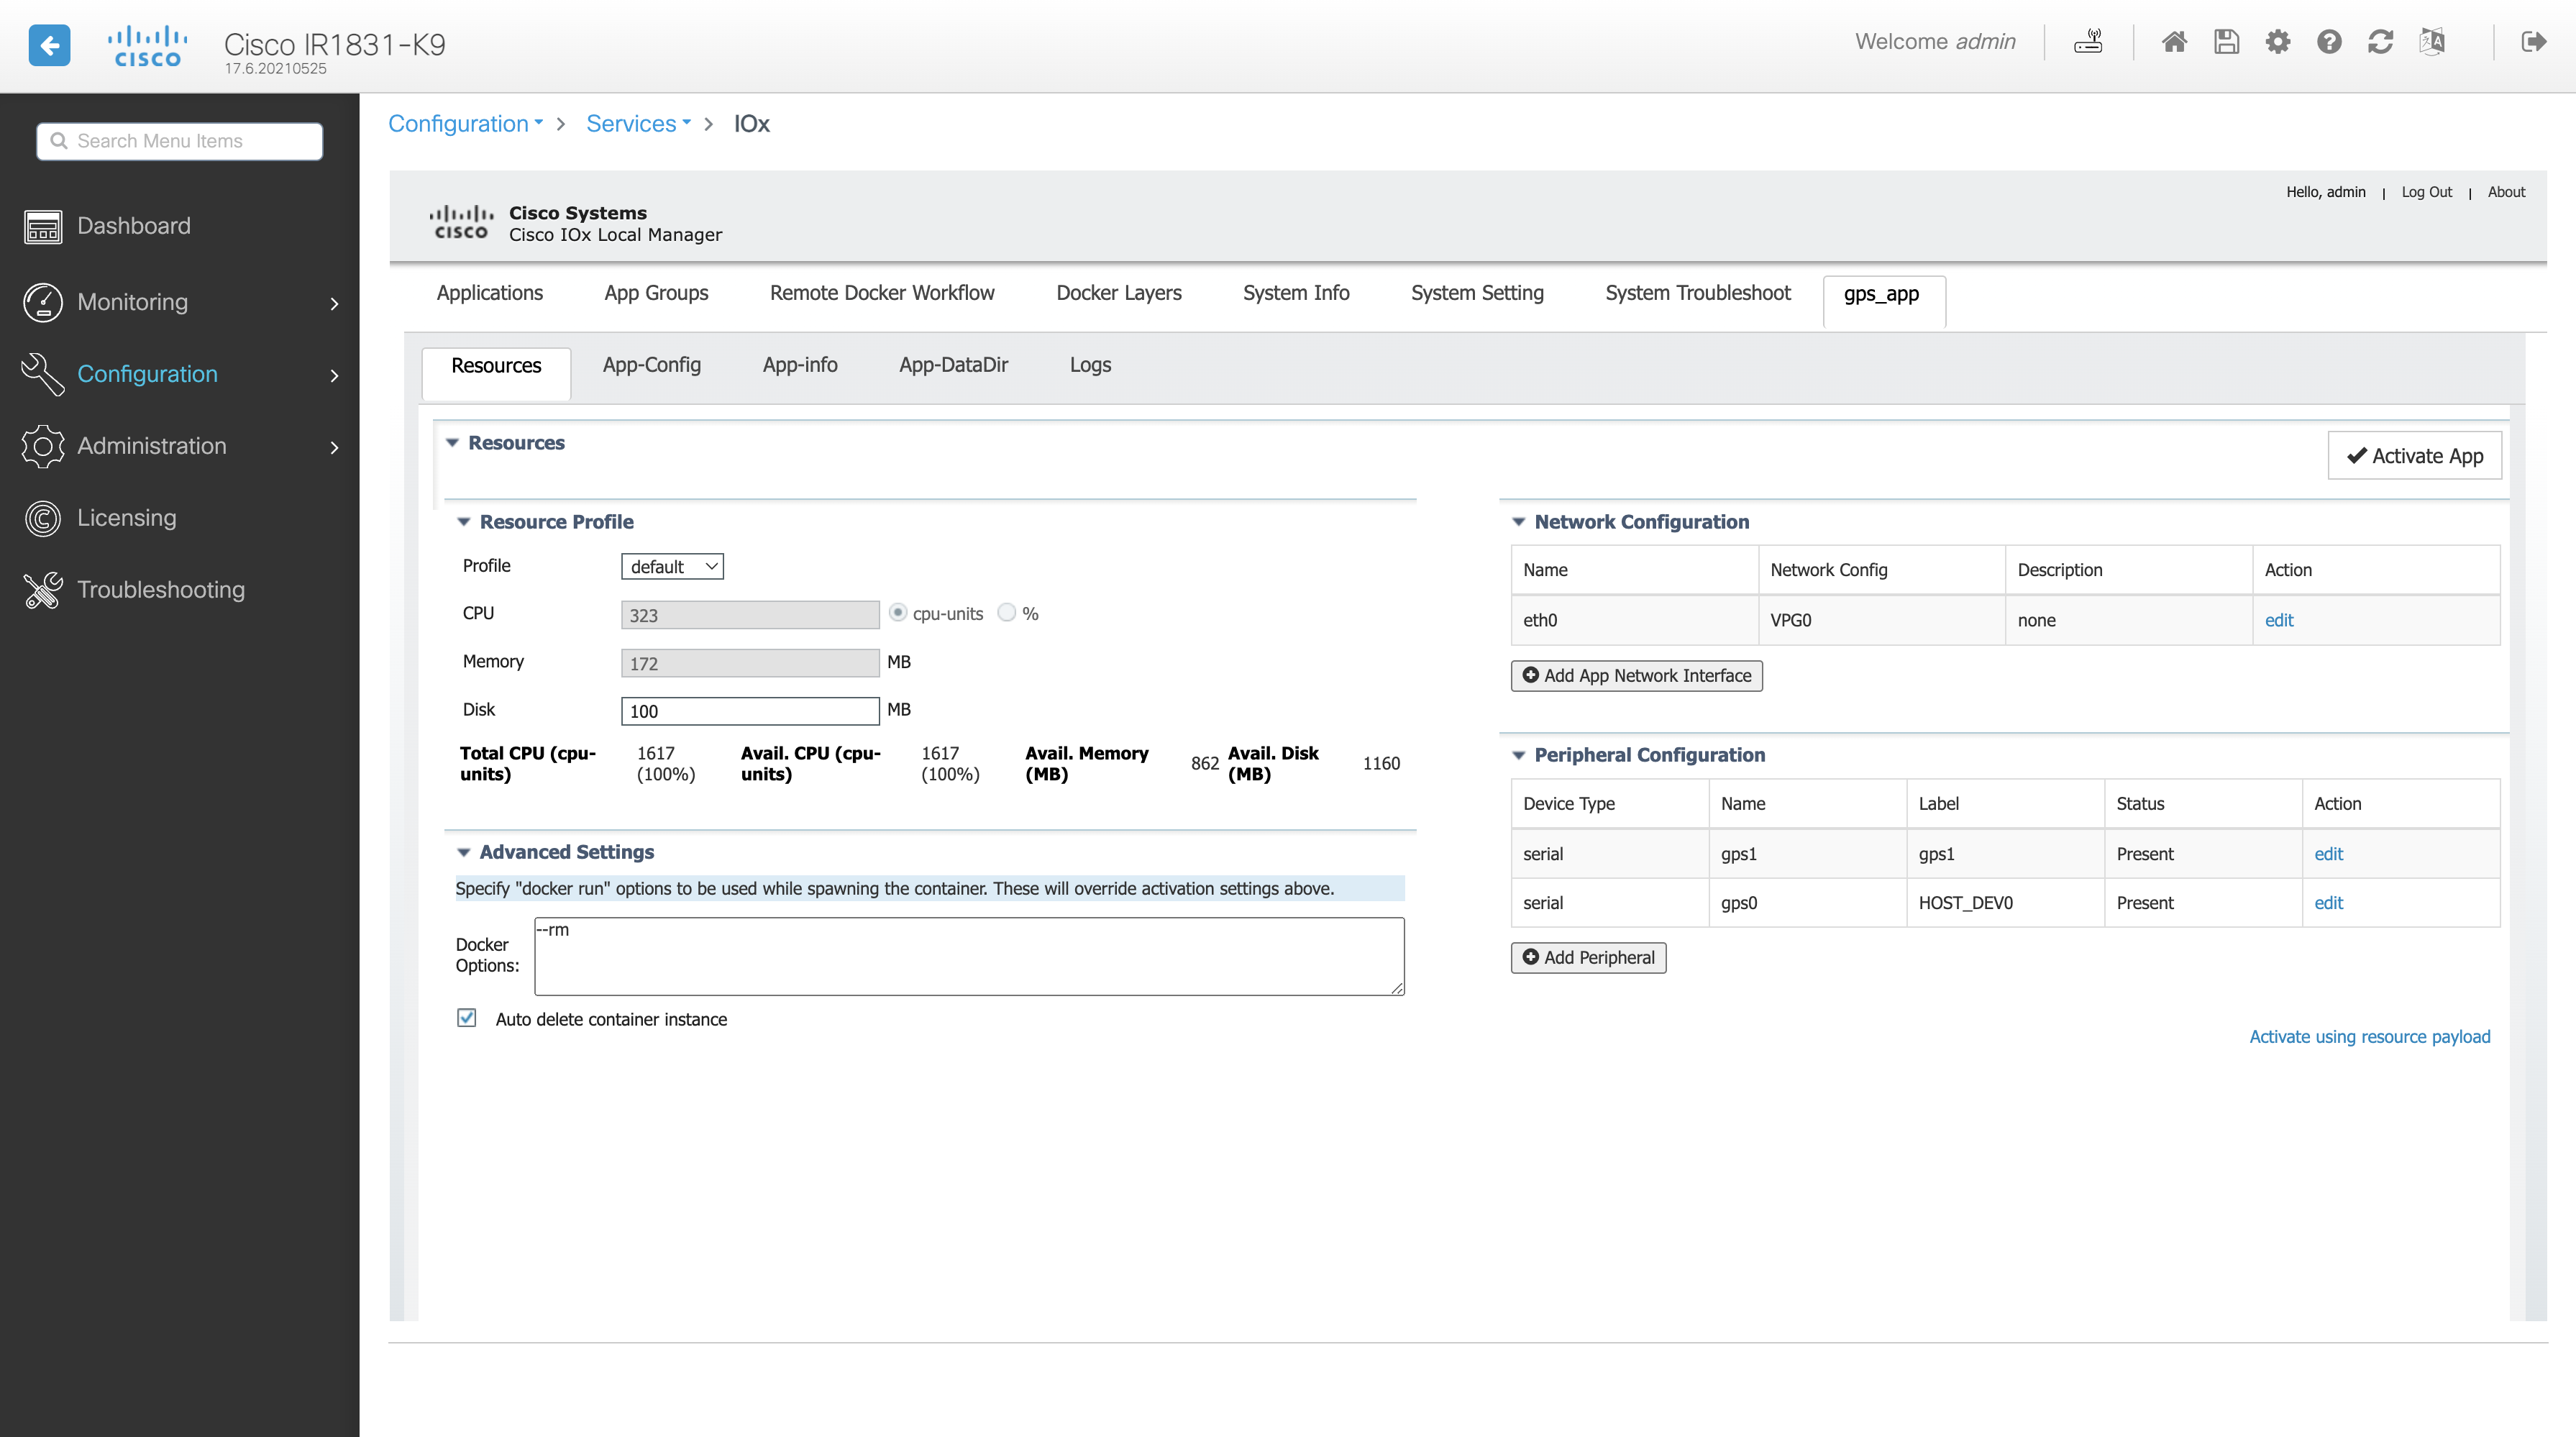 CISCO
Cisco IR1831-K9
17.6.20210525
Welcome admin
Search Menu Items
Dashboard
Monitoring
Configuration
Administration
Licensing
Troubleshooting
Configuration > Services > IOx
Hello, admin | Log Out | About
CISCO
Cisco Systems
Cisco IOx Local Manager
Applications App Groups Remote Docker Workflow Docker Layers System Info System Setting System Troubleshoot gps_app
Resources App-Config App-info App-DataDir Logs
Resources
Activate App
Resource Profile
Profile default
CPU 323 cpu-units %
Memory 172 MB
Disk 100 MB
Total CPU (cpu-units) 1617 (100%) Avail. CPU (cpu-units) 1617 (100%) Avail. Memory (MB) 862 Avail. Disk (MB) 1160
Advanced Settings
Specify "docker run" options to be used while spawning the container. These will override activation settings above.
Docker Options: --rm
Auto delete container instance
Network Configuration
Name Network Config Description Action
eth0 VPG0 none edit
Add App Network Interface
Peripheral Configuration
Device Type Name Label Status Action
serial gps1 gps1 Present edit
serial gps0 HOST_DEV0 Present edit
Add Peripheral
Activate using resource payload